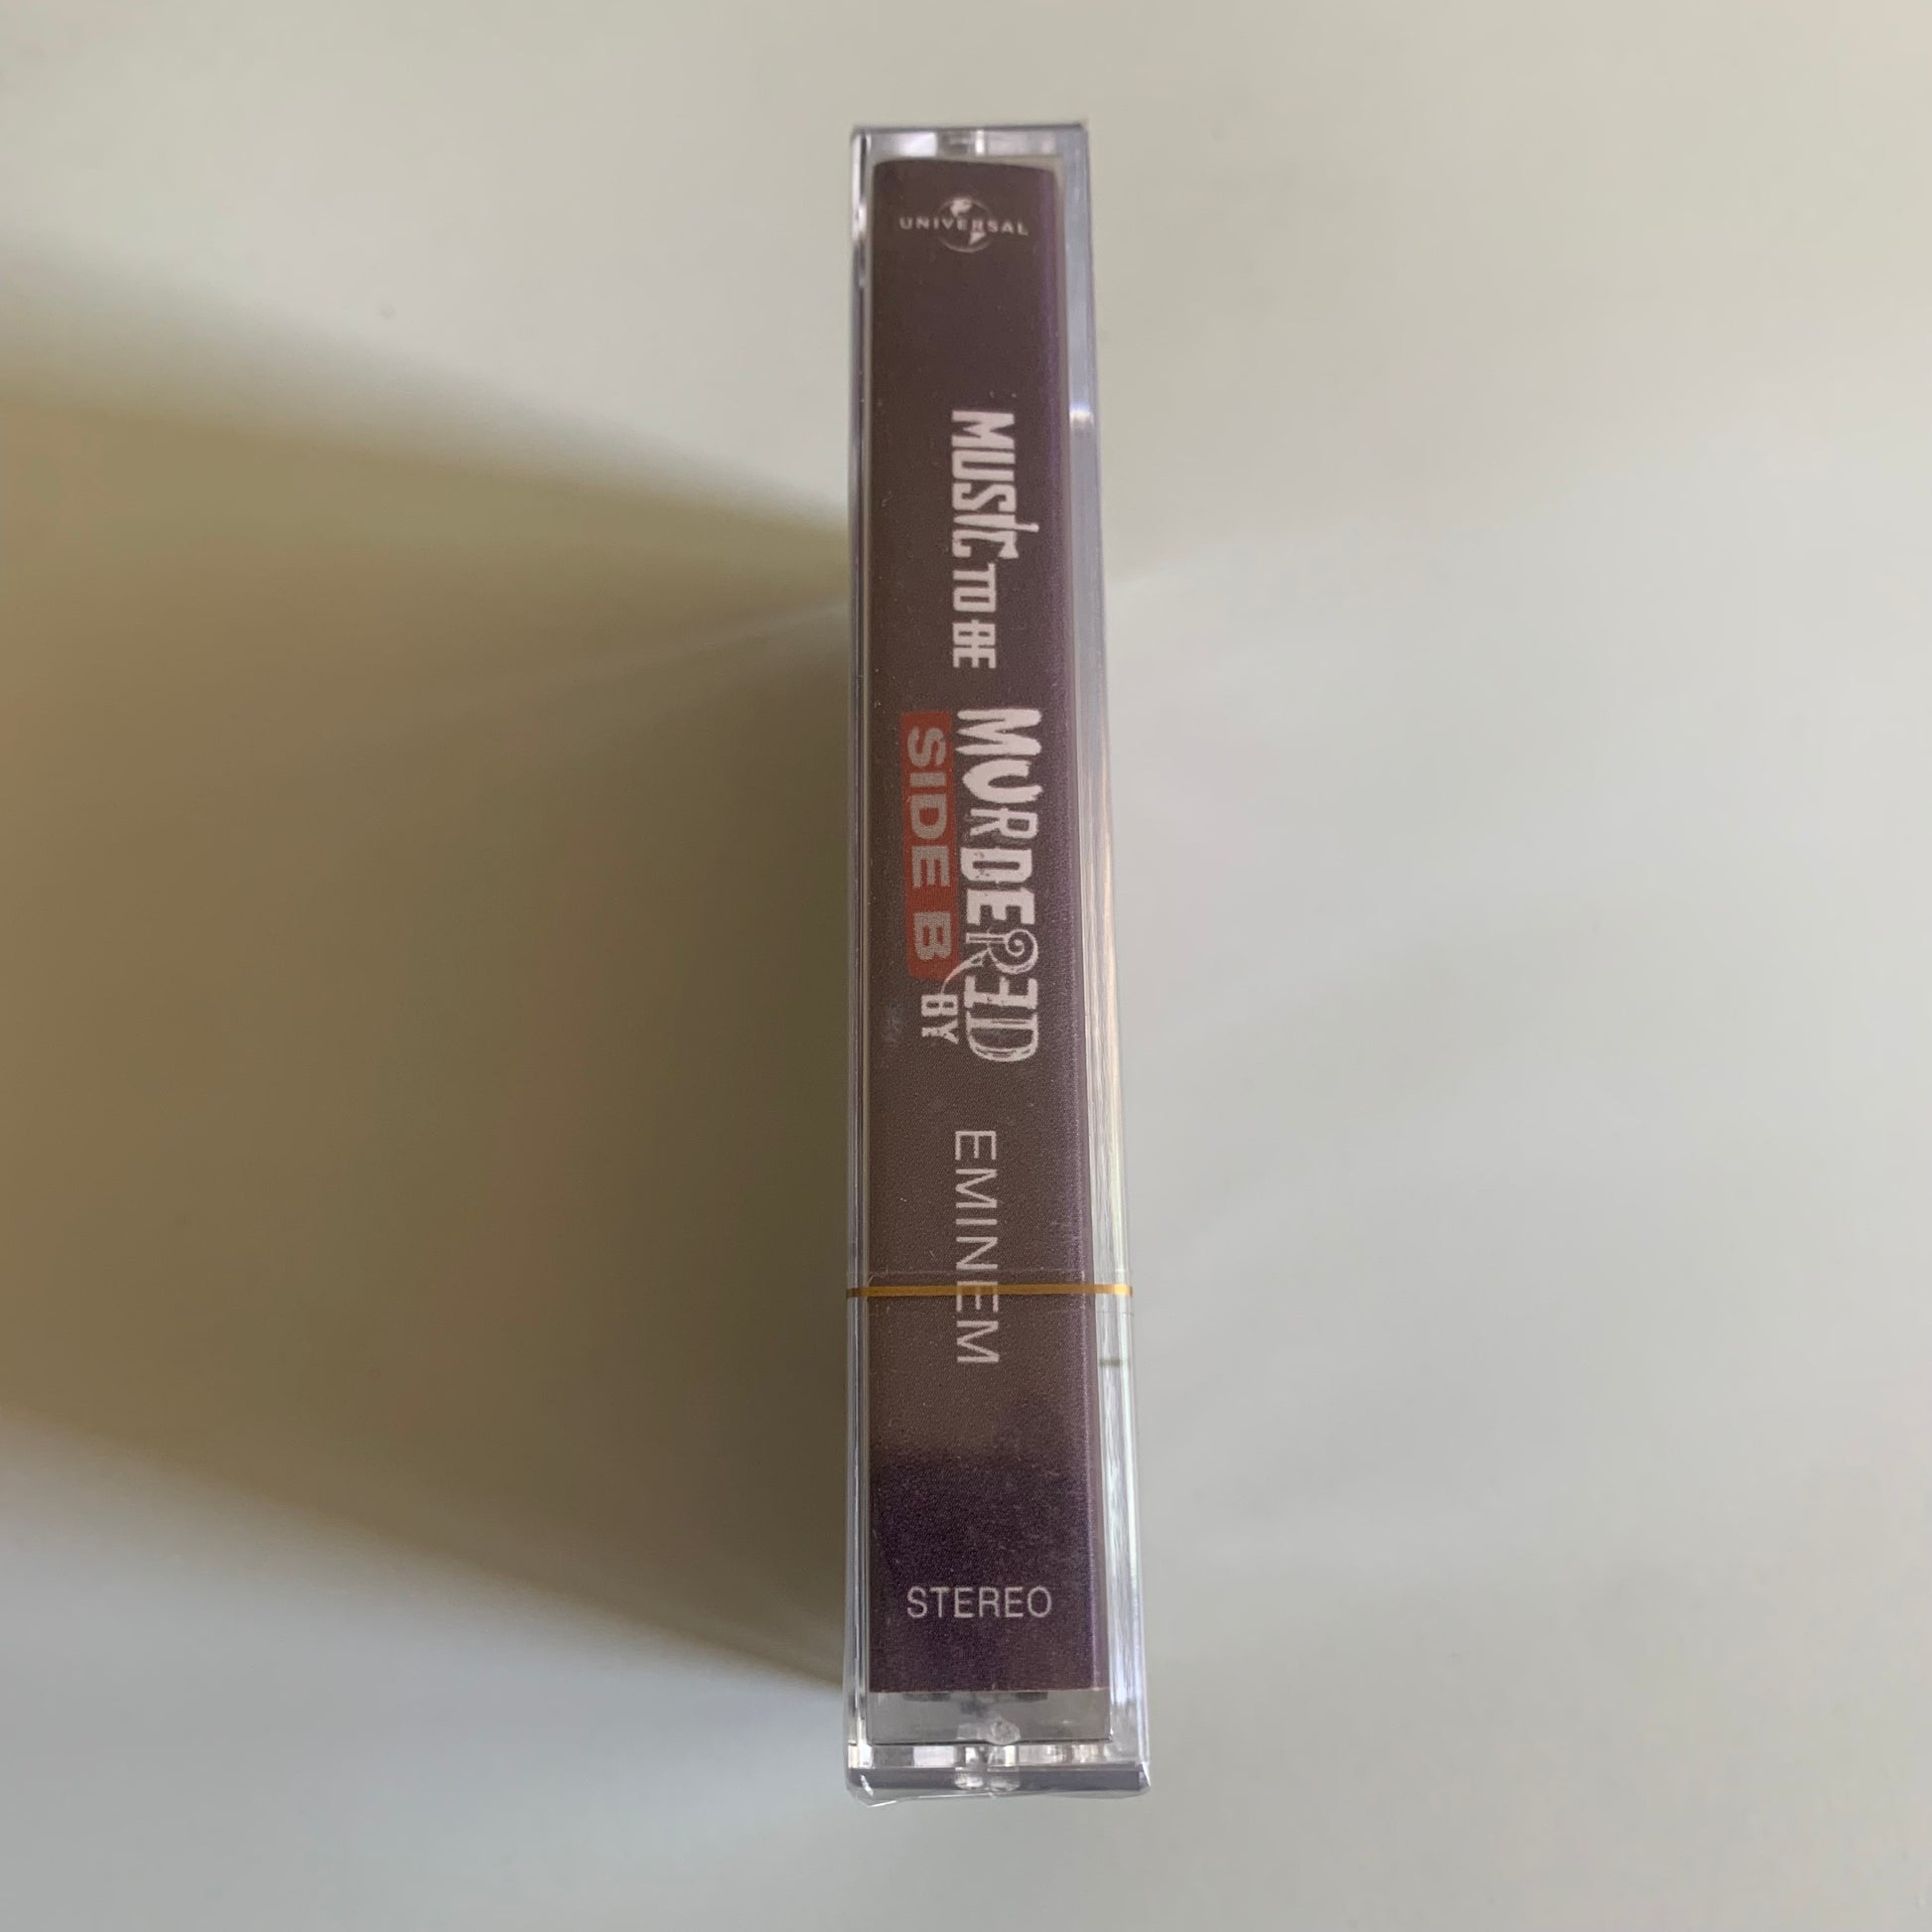 UNIVERSAL
MUSIC TO BE
MURDERED
SIDE B BY
EMINEM
STEREO